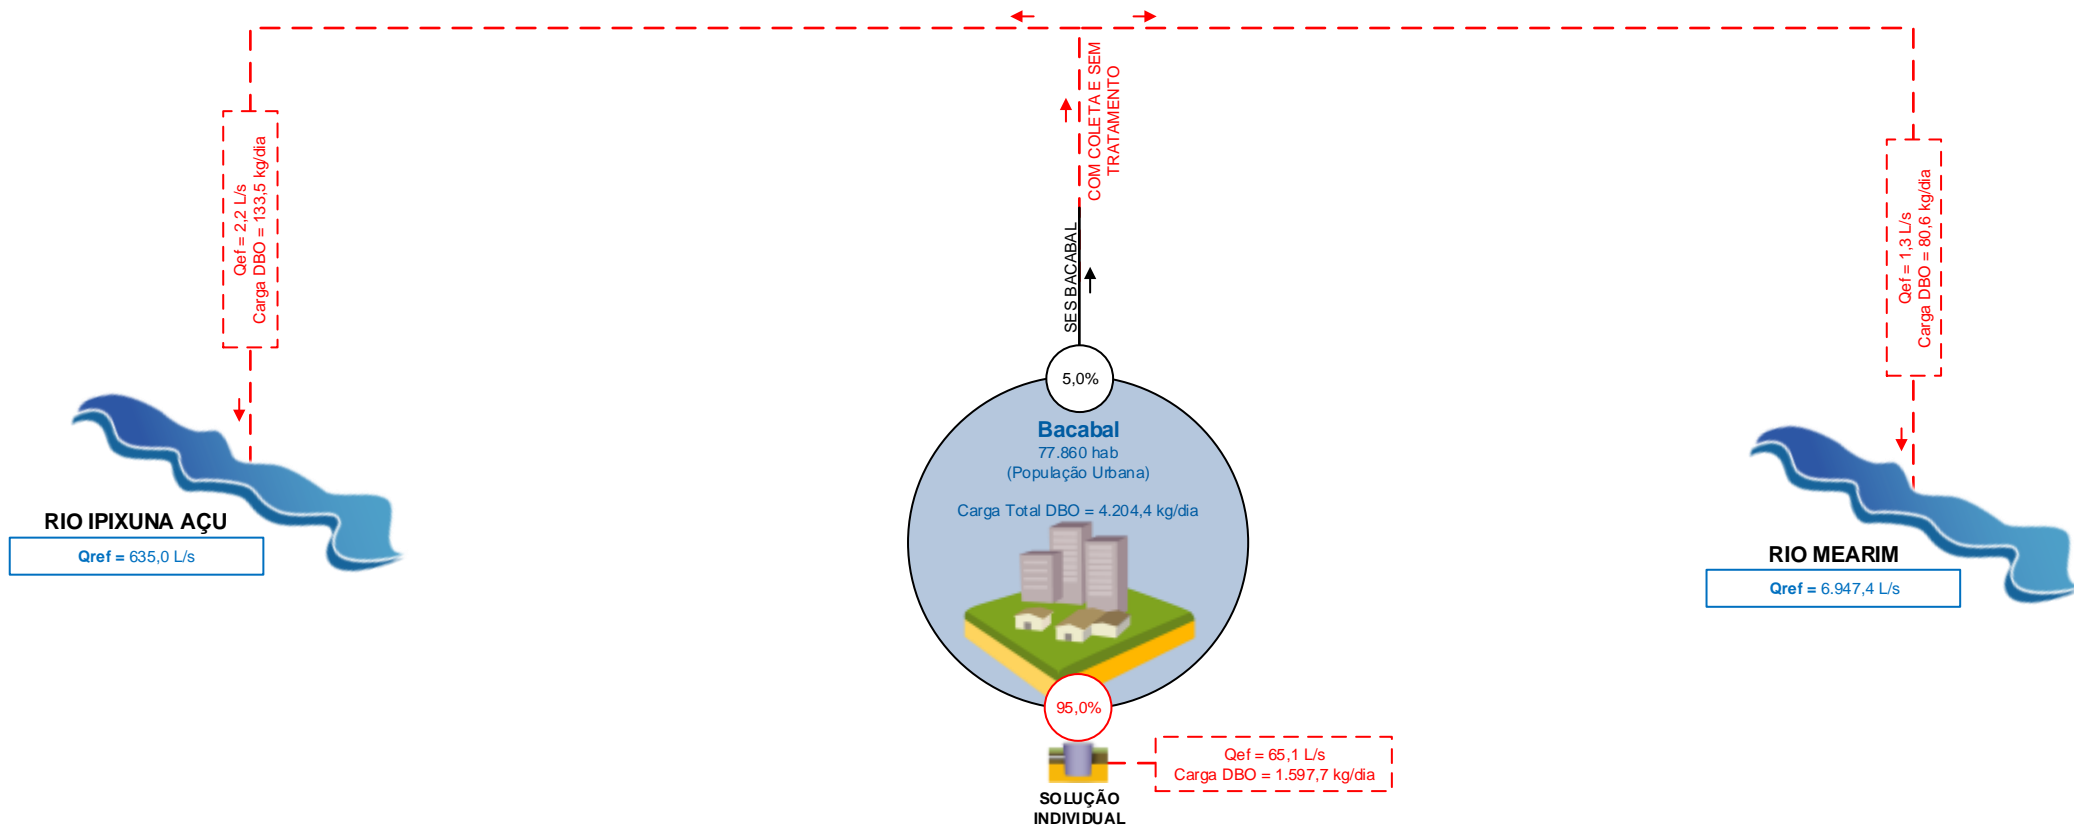 COM COLETA E SEM
TRATAMENTO
Qef = 2,2 L/s
Carga DBO = 133,5 kg/dia
Qef = 1,3 L/s
Carga DBO = 80,6 kg/dia
SES BACABAL
5,0%
Bacabal
77.860 hab
(População Urbana)
Carga Total DBO = 4.204,4 kg/dia
RIO IPIXUNA AÇU
Qref = 635,0 L/s
RIO MEARIM
Qref = 6.947,4 L/s
95,0%
Qef = 65,1 L/s
Carga DBO = 1.597,7 kg/dia
SOLUÇÃO
INDIVIDUAL